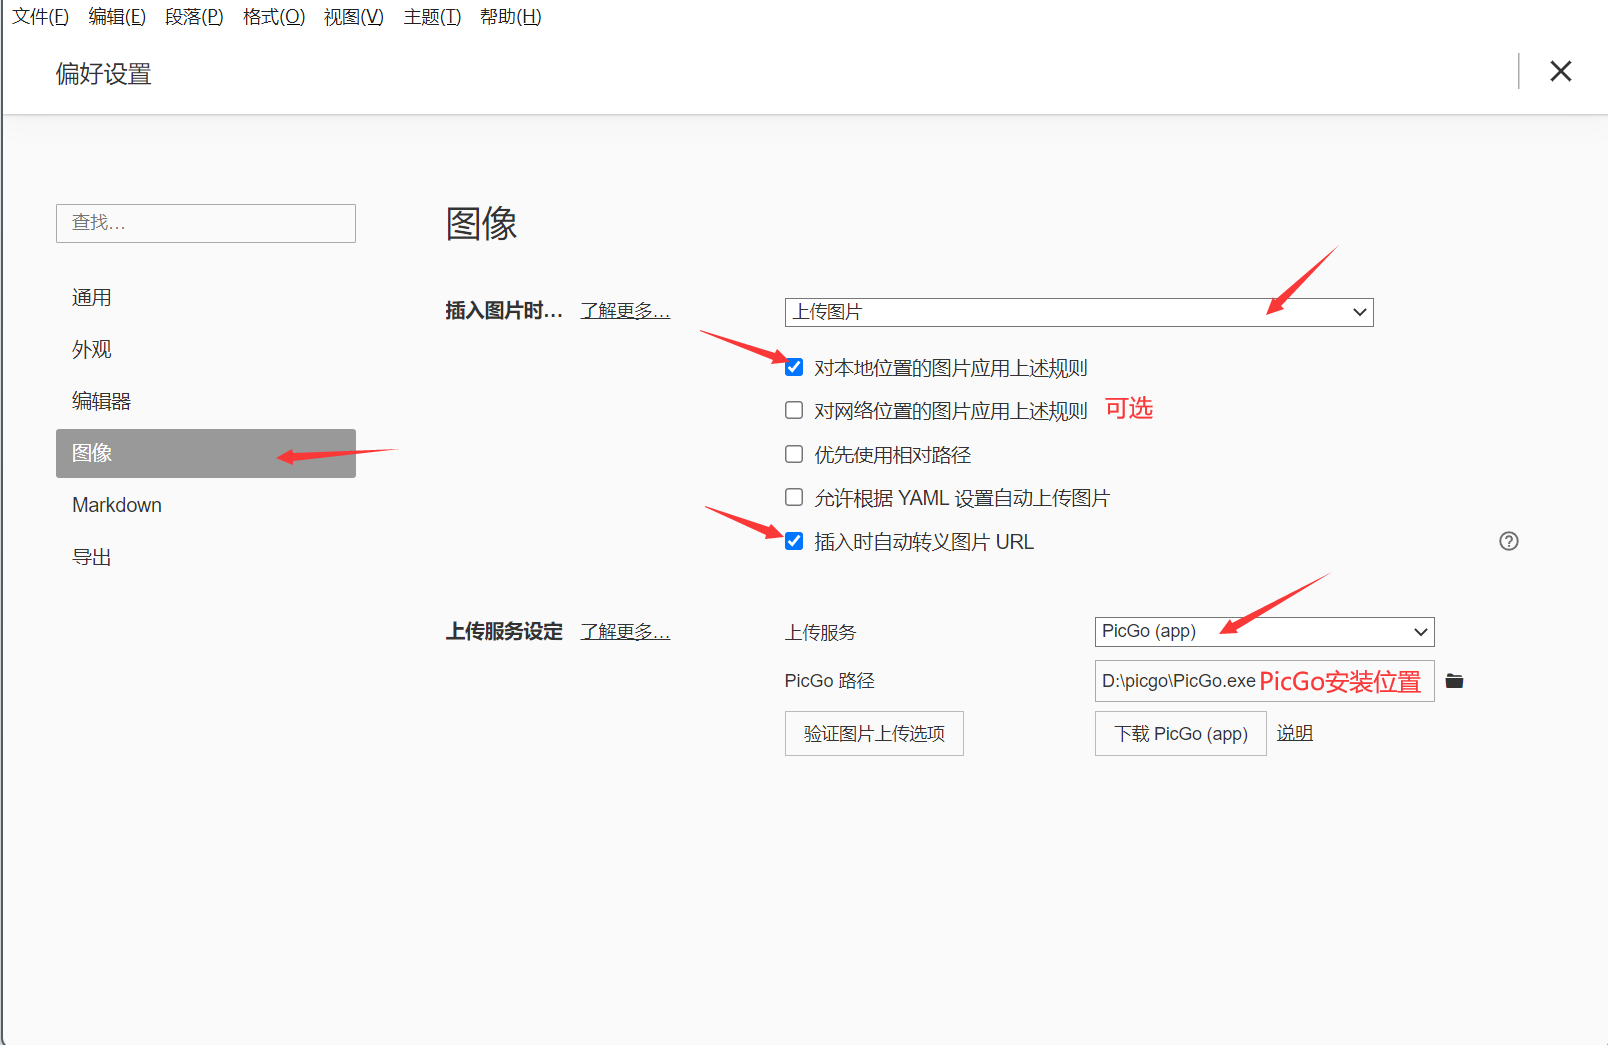 文件(F) 编辑(E) 段落(P) 格式(O) 视图(V) 主题(T) 帮助(H)
偏好设置
查找...
通用
外观
编辑器
图像
Markdown
导出
图像
插入图片时... 了解更多... 上传图片
对本地位置的图片应用上述规则
对网络位置的图片应用上述规则 可选
优先使用相对路径
允许根据 YAML 设置自动上传图片
插入时自动转义图片 URL
上传服务设定 了解更多... 上传服务 PicGo (app)
PicGo 路径 D:\picgo\PicGo.exe PicGo安装位置
验证图片上传选项 下载 PicGo (app) 说明